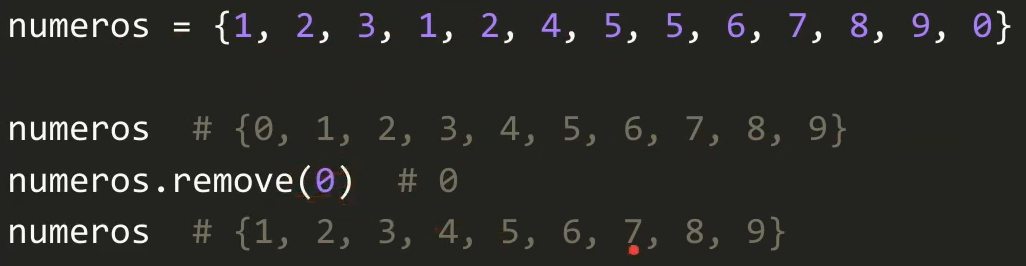 numeros = {1, 2, 3, 1, 2, 4, 5, 5, 6, 7, 8, 9, 0}
numeros # {0, 1, 2, 3, 4, 5, 6, 7, 8, 9}
numeros.remove(0) # 0
numeros # {1, 2, 3, 4, 5, 6, 7, 8, 9}